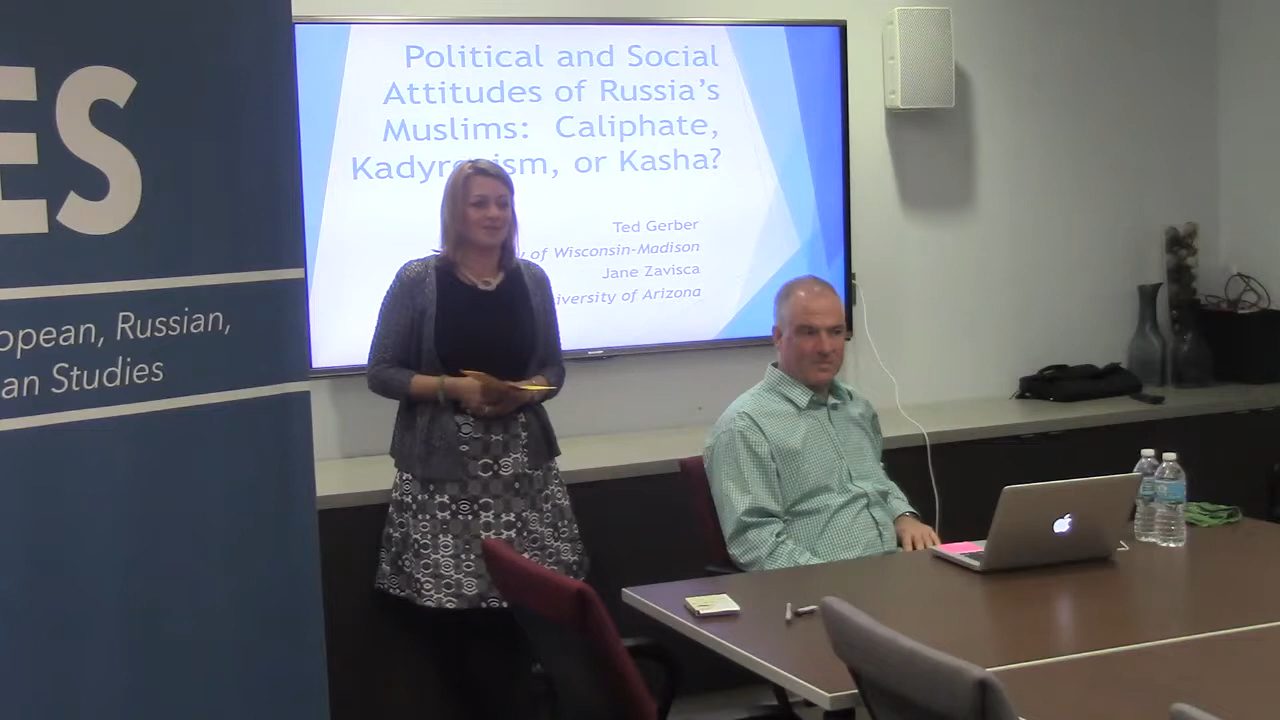 ES
opean, Russian,
an Studies
Political and Social
Attitudes of Russia's
Muslims: Caliphate,
or Kasha?
Ted Gerber
of Wisconsin-Madison
Jane Zavisca
University of Arizona